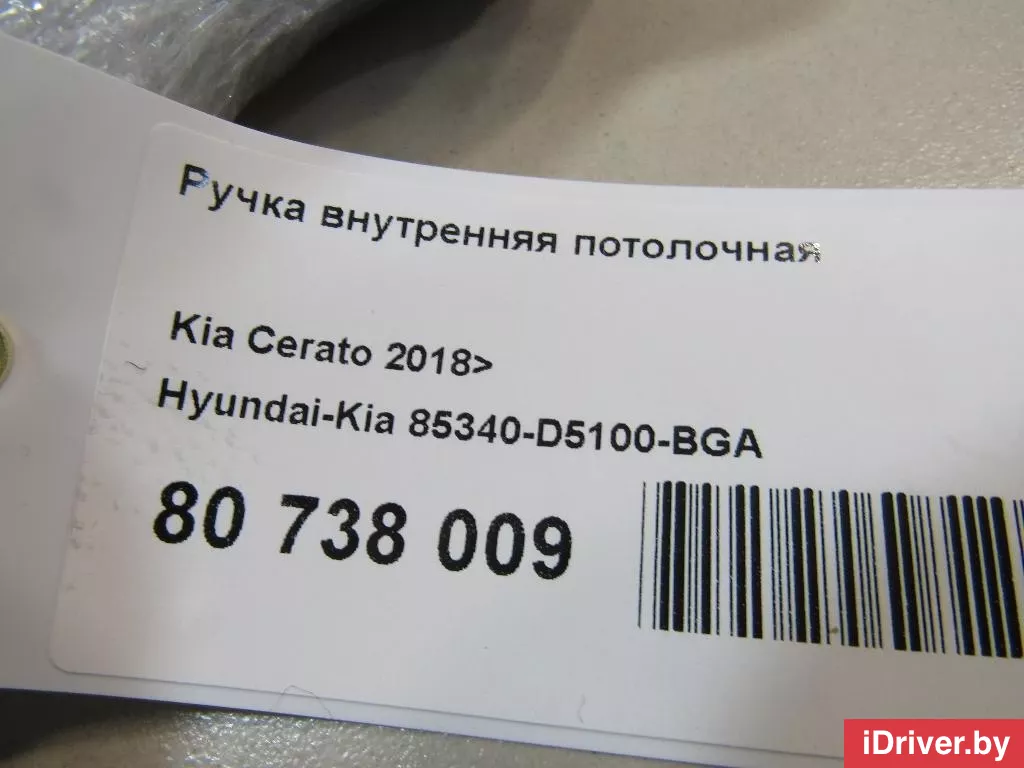 Ручка внутренняя потолочная
Kia Cerato 2018>
Hyundai-Kia 85340-D5100-BGA
80 738 009
iDriver.by